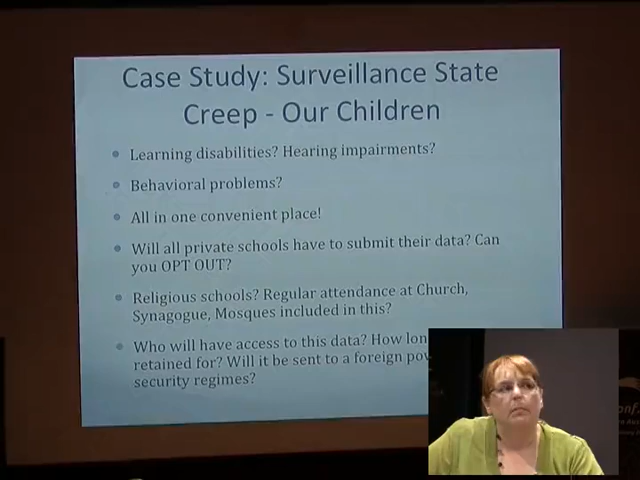 Case Study: Surveillance State
Creep - Our Children
Learning disabilities? Hearing impairments?
Behavioral problems?
All in one convenient place!
Will all private schools have to submit their data? Can
you OPT OUT?
Religious schools? Regular attendance at Church,
Synagogue, Mosques included in this?
Who will have access to this data? How
retained for? Will it be sent to a foreign
security regimes?